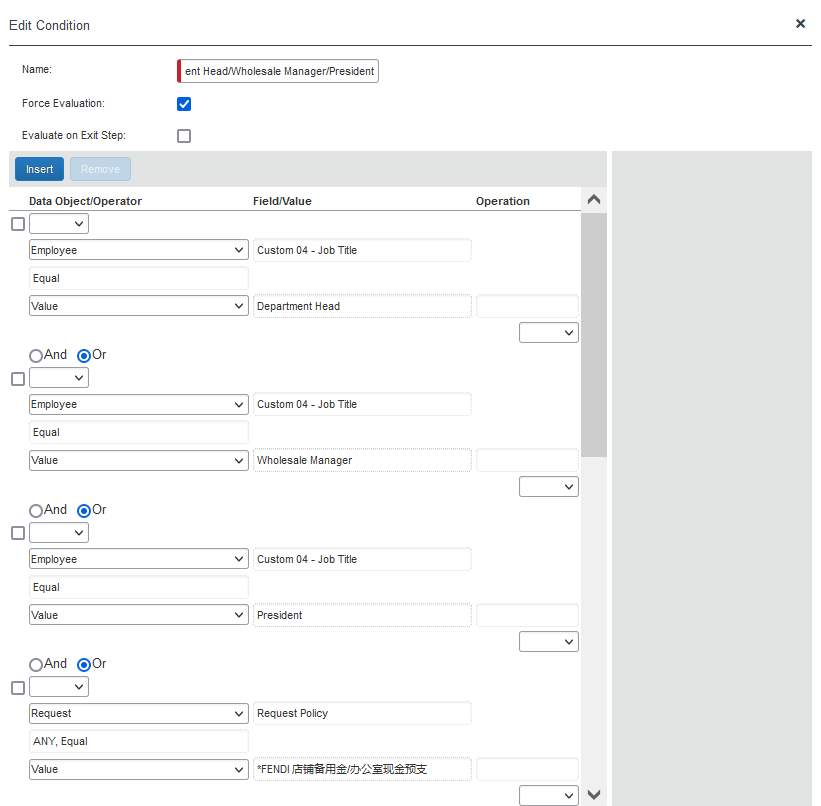 Edit Condition
Name:
ent Head/Wholesale Manager/President
Force Evaluation:
Evaluate on Exit Step:
Insert Remove
Data Object/Operator Field/Value Operation
Employee Custom 04 - Job Title
Equal
Value Department Head
And Or
Employee Custom 04 - Job Title
Equal
Value Wholesale Manager
And Or
Employee Custom 04 - Job Title
Equal
Value President
And Or
Request Request Policy
ANY, Equal
Value *FENDI 店铺备用金/办公室现金预支